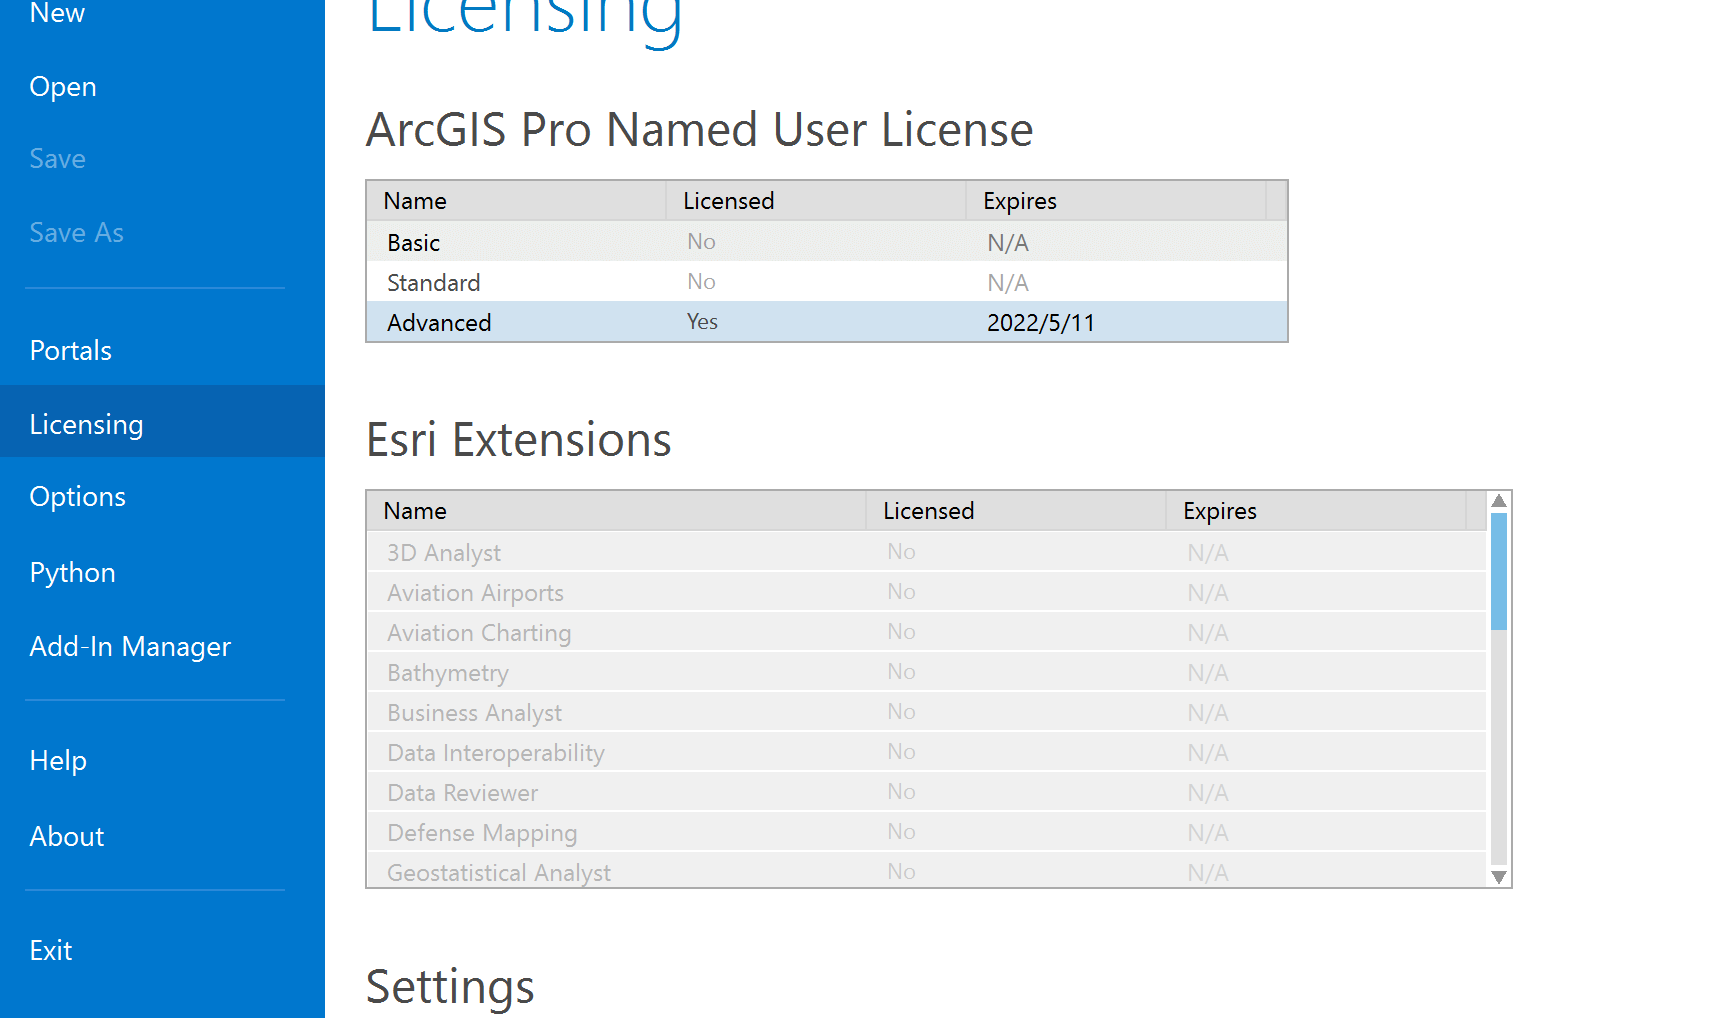 New
Open
Save
Save As
Portals
Licensing
Options
Python
Add-In Manager
Help
About
Exit
Licensing
ArcGIS Pro Named User License
Name Licensed Expires
Basic No N/A
Standard No N/A
Advanced Yes 2022/5/11
Esri Extensions
Name Licensed Expires
3D Analyst No N/A
Aviation Airports No N/A
Aviation Charting No N/A
Bathymetry No N/A
Business Analyst No N/A
Data Interoperability No N/A
Data Reviewer No N/A
Defense Mapping No N/A
Geostatistical Analyst No N/A
Settings